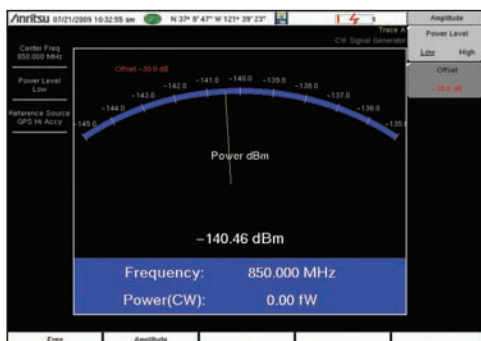 Anritsu 07/21/2009 10:32:55 am N 37° 8' 47" W 121° 39' 23"
Trace A
CW Signal Generator
Amplitude
Power Level
Low High
Offset
-30.0 dB
Center Freq
850.000 MHz
Power Level
Low
Reference Source
GPS Hi Accy
Offset -30.0 dB
-145.0 -144.0 -143.0 -142.0 -141.0 -140.0 -139.0 -138.0 -137.0 -136.0
Power dBm
-140.46 dBm
Frequency: 850.000 MHz
Power(CW): 0.00 fW
Freq Amplitude